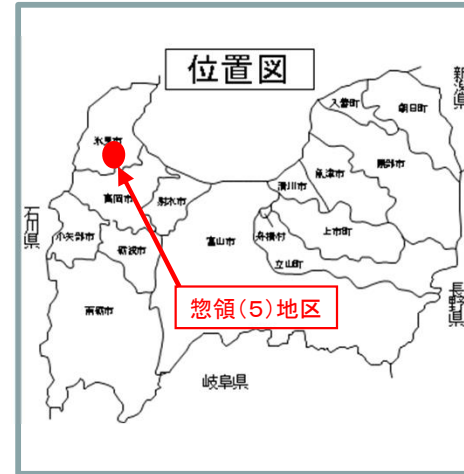 位置図
新潟県
入善町
朝日町
氷見市
黒部市
魚津市
滑川市
高岡市
射水市
石川県
小矢部市
砺波市
富山市
舟橋村
上市町
立山町
長野県
南砺市
惣領(5)地区
岐阜県